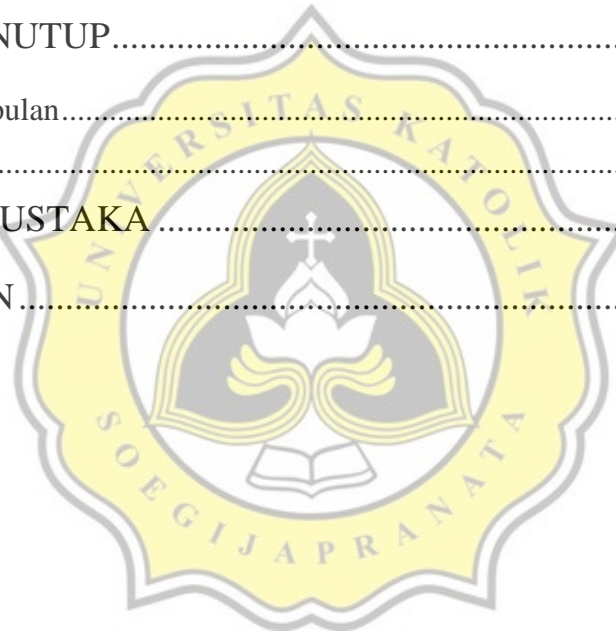 NUTUP...............................................................
pulan...............................................................
...............................................................
USTAKA...............................................................
N...............................................................
UNIVERSITAS KATOLIK
SOEGIJAPRANATA